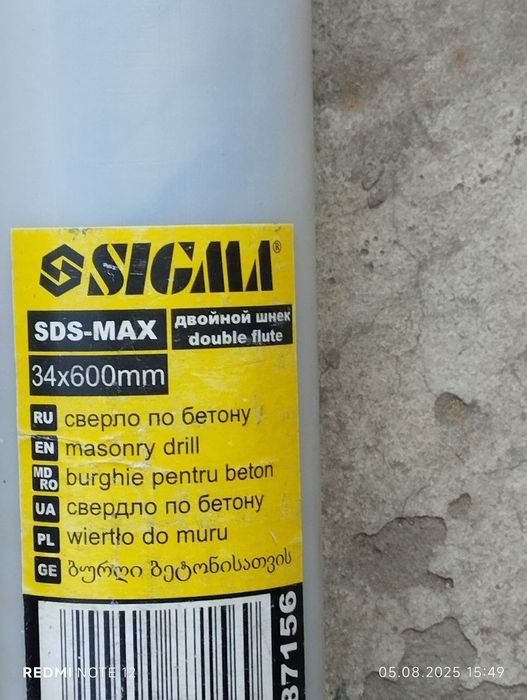 SIGMA®
SDS-MAX
двойной шнек
double flute
34x600mm
RU сверло по бетону
EN masonry drill
MD RO burghie pentru beton
UA свердло по бетону
PL wiertło do muru
GE ბურღი ბეტონისათვის
87156
REDMI NOTE 12
05.08.2025 15:49